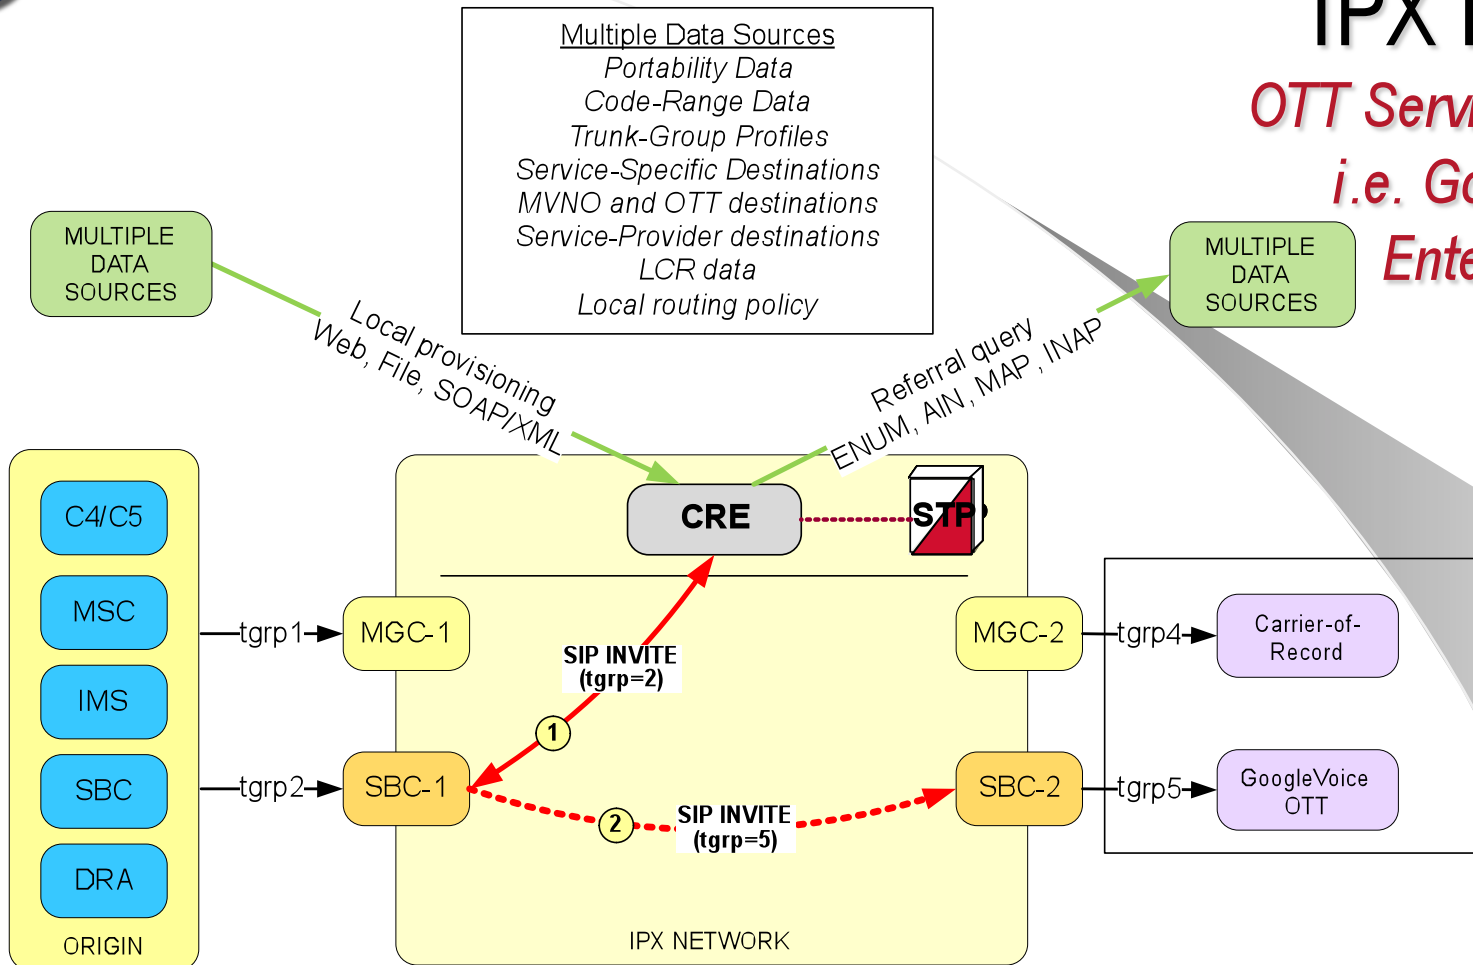 Multiple Data Sources
Portability Data
Code-Range Data
Trunk-Group Profiles
Service-Specific Destinations
MVNO and OTT destinations
Service-Provider destinations
LCR data
Local routing policy
IPX
OTT
i.e.
MULTIPLE
DATA
SOURCES
MULTIPLE
DATA
SOURCES
Local provisioning
Web, File, SOAP/XML
Referral query
ENUM, AIN, MAP, INAP
C4/C5
MSC
IMS
SBC
DRA
ORIGIN
tgrp1
tgrp2
CRE
STP
MGC-1
SBC-1
SIP INVITE
(tgrp=2)
1
2
SIP INVITE
(tgrp=5)
MGC-2
SBC-2
IPX NETWORK
tgrp4
tgrp5
Carrier-of-
Record
GoogleVoice
OTT